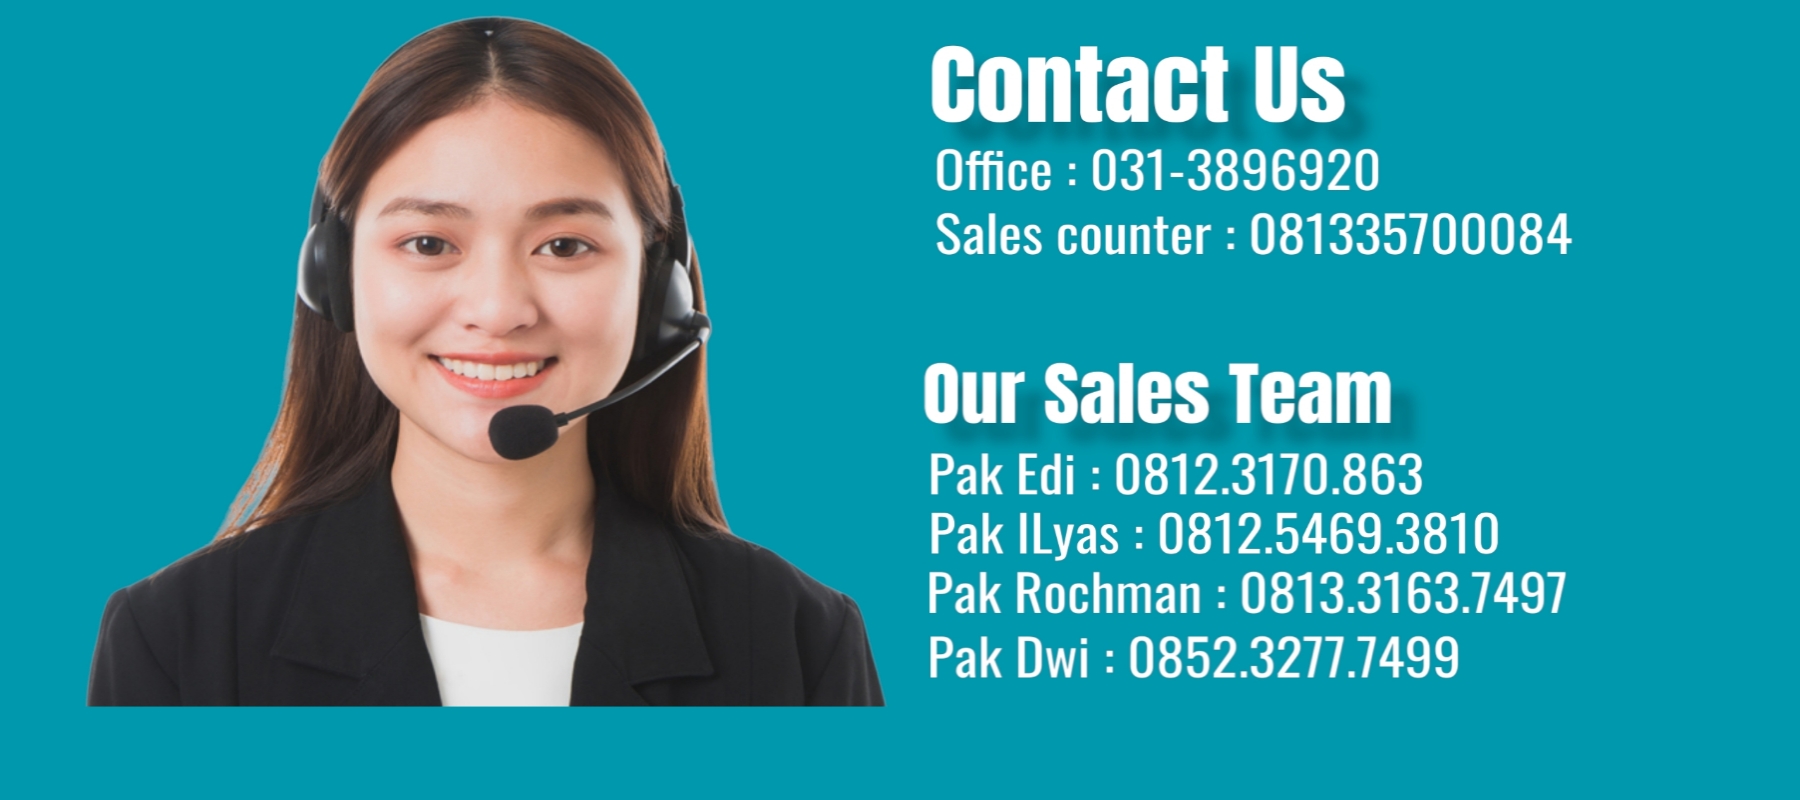 Contact Us
Office : 031-3896920
Sales counter : 081335700084
Our Sales Team
Pak Edi : 0812.3170.863
Pak ILyas : 0812.5469.3810
Pak Rochman : 0813.3163.7497
Pak Dwi : 0852.3277.7499